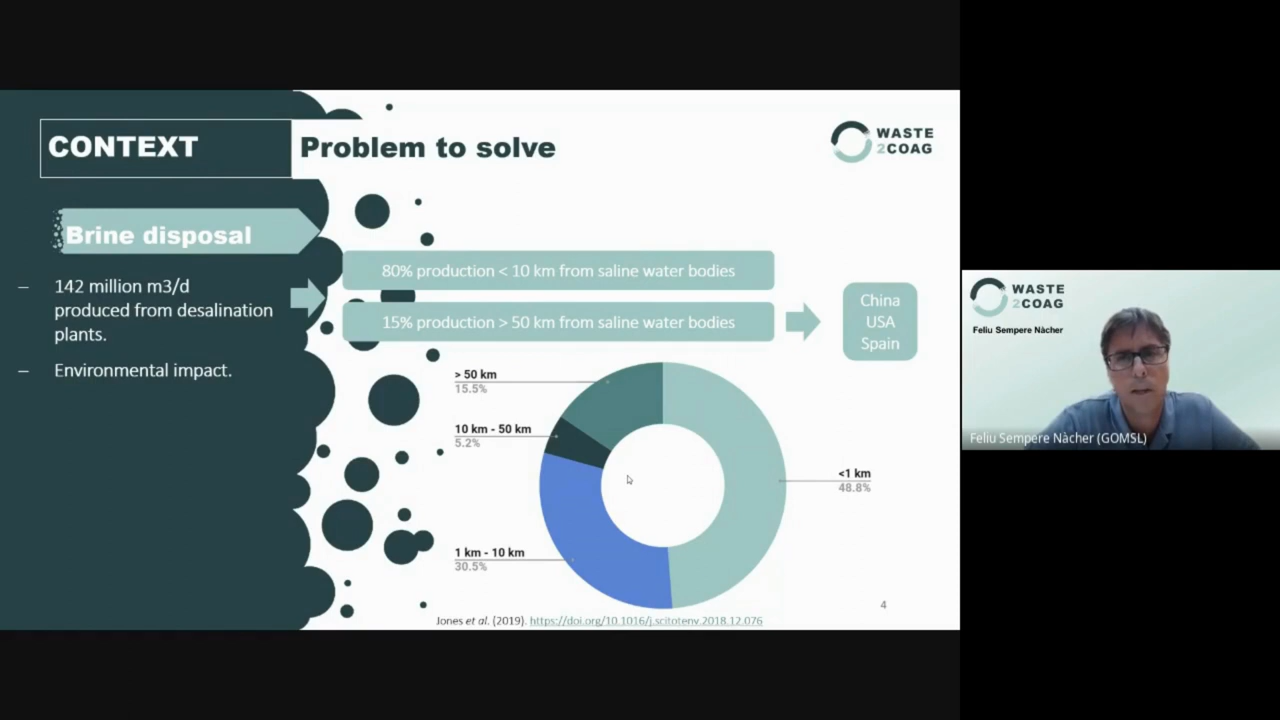 CONTEXT
Problem to solve
WASTE
2COAG
Brine disposal
– 142 million m3/d
produced from desalination
plants.
– Environmental impact.
80% production < 10 km from saline water bodies
15% production > 50 km from saline water bodies
China
USA
Spain
> 50 km
15.5%
10 km - 50 km
5.2%
<1 km
48.8%
1 km - 10 km
30.5%
4
Jones et al. (2019). https://doi.org/10.1016/j.scitotenv.2018.12.076
WASTE
2COAG
Feliu Sempere Nàcher
Feliu Sempere Nàcher (GOMSL)